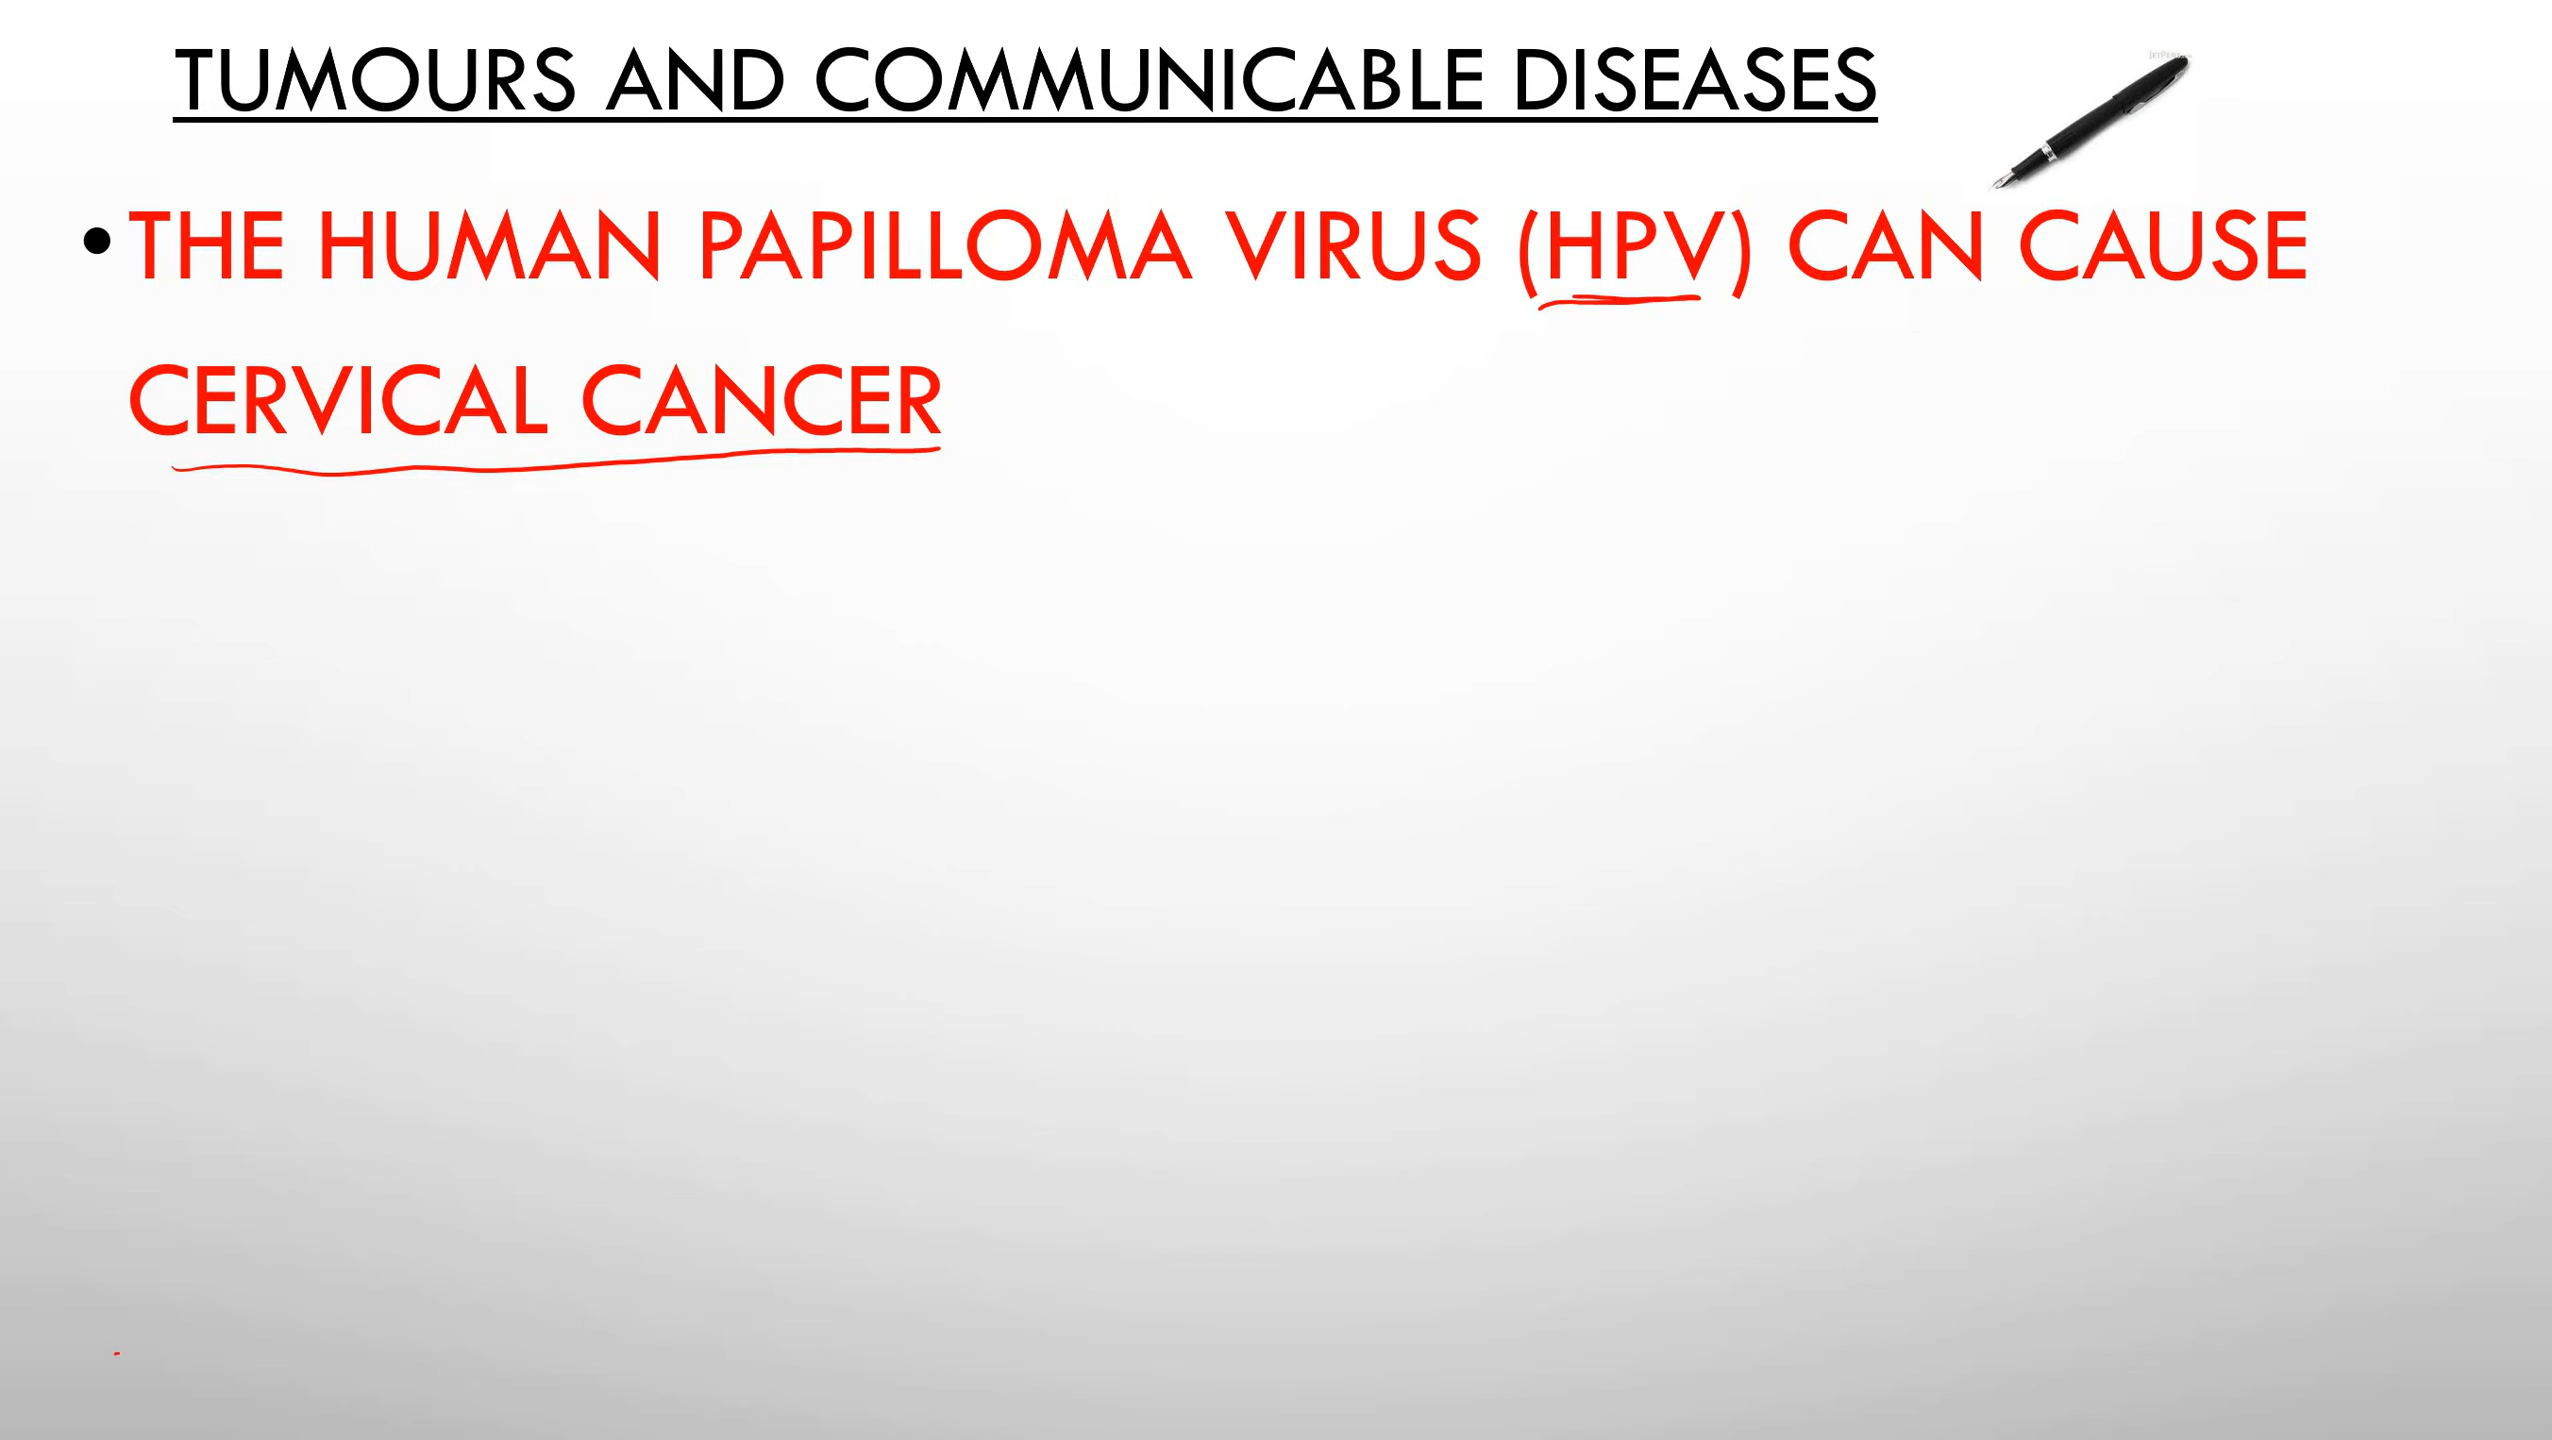 TUMOURS AND COMMUNICABLE DISEASES
• THE HUMAN PAPILLOMA VIRUS (HPV) CAN CAUSE
CERVICAL CANCER